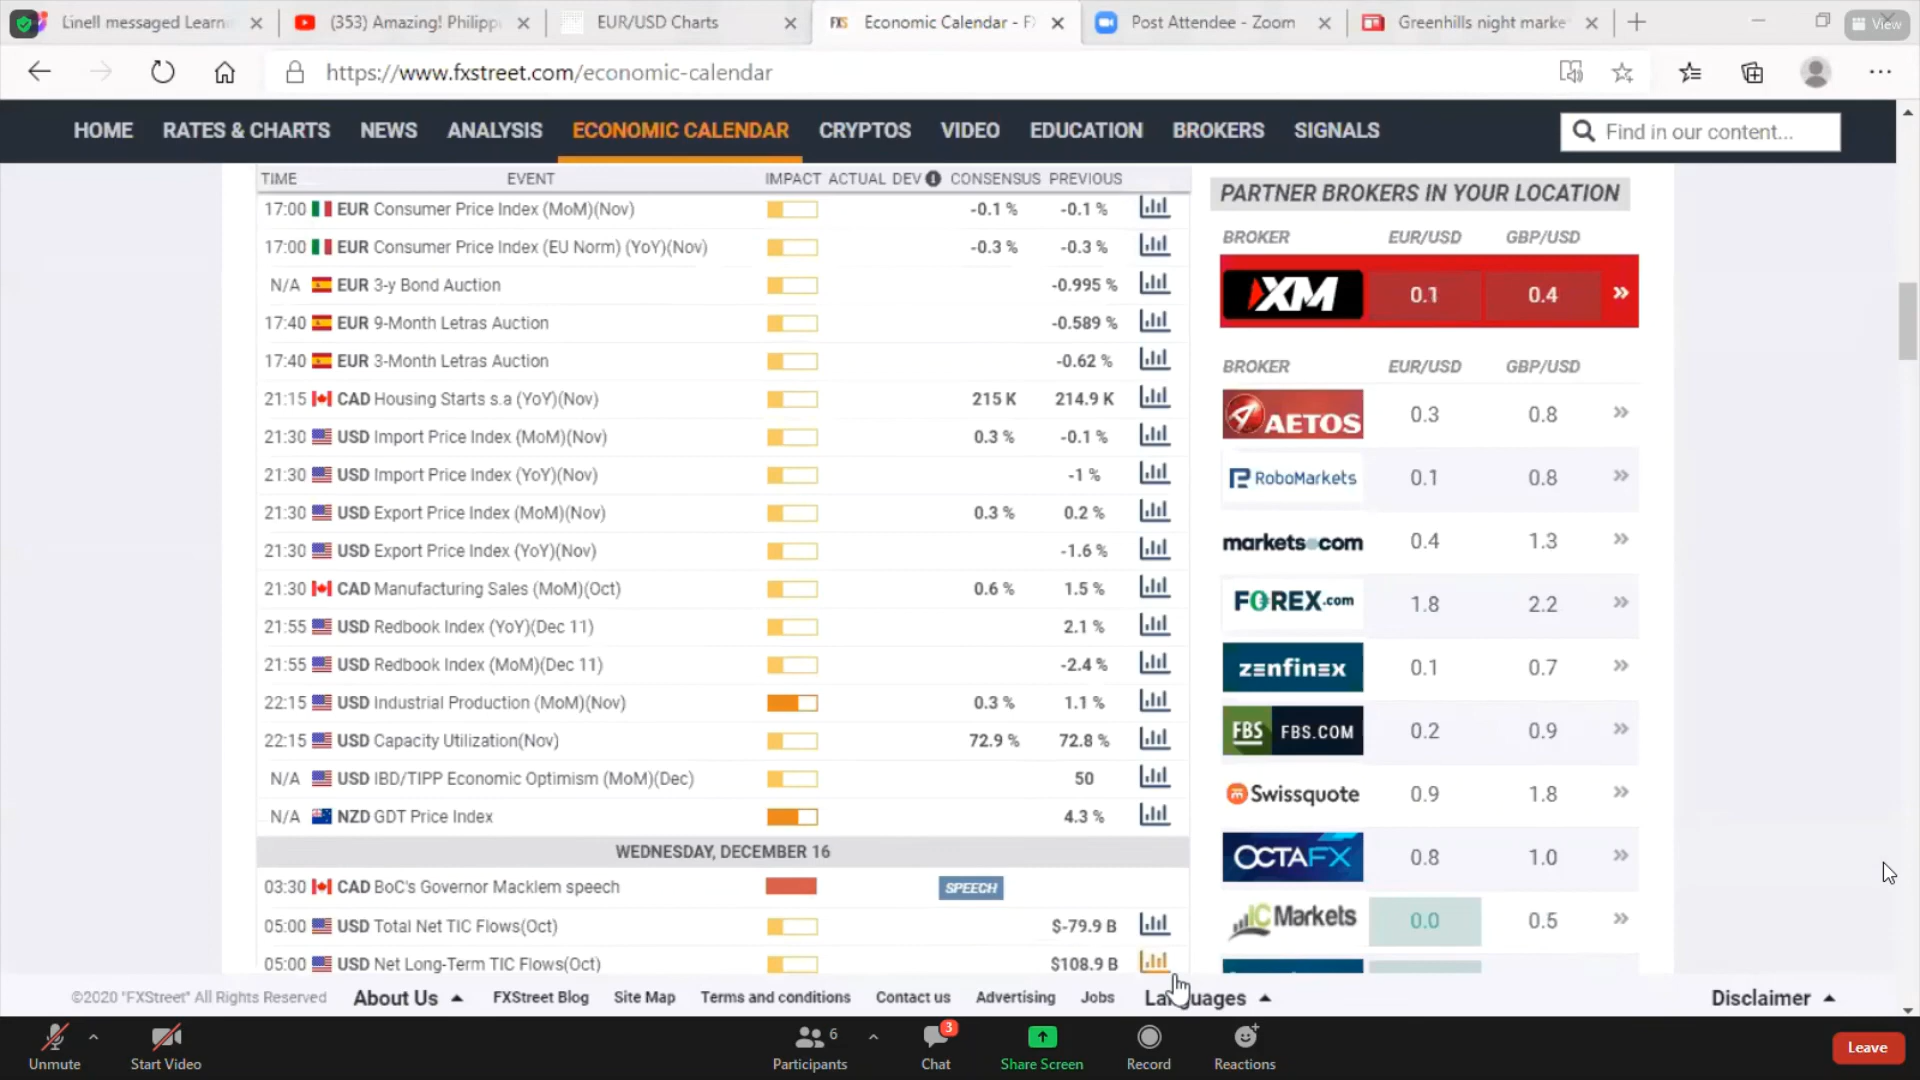 Linell messaged Learni
(353) Amazing! Philippi
EUR/USD Charts
FXS Economic Calendar - FX
Post Attendee - Zoom
Greenhills night market
View
https://www.fxstreet.com/economic-calendar
HOME RATES & CHARTS NEWS ANALYSIS ECONOMIC CALENDAR CRYPTOS VIDEO EDUCATION BROKERS SIGNALS
Find in our content...
TIME EVENT IMPACT ACTUAL DEV CONSENSUS PREVIOUS
17:00 EUR Consumer Price Index (MoM)(Nov) -0.1 % -0.1 %
17:00 EUR Consumer Price Index (EU Norm) (YoY)(Nov) -0.3 % -0.3 %
N/A EUR 3-y Bond Auction -0.995 %
17:40 EUR 9-Month Letras Auction -0.589 %
17:40 EUR 3-Month Letras Auction -0.62 %
21:15 CAD Housing Starts s.a (YoY)(Nov) 215 K 214.9 K
21:30 USD Import Price Index (MoM)(Nov) 0.3 % -0.1 %
21:30 USD Import Price Index (YoY)(Nov) -1 %
21:30 USD Export Price Index (MoM)(Nov) 0.3 % 0.2 %
21:30 USD Export Price Index (YoY)(Nov) -1.6 %
21:30 CAD Manufacturing Sales (MoM)(Oct) 0.6 % 1.5 %
21:55 USD Redbook Index (YoY)(Dec 11) 2.1 %
21:55 USD Redbook Index (MoM)(Dec 11) -2.4 %
22:15 USD Industrial Production (MoM)(Nov) 0.3 % 1.1 %
22:15 USD Capacity Utilization(Nov) 72.9 % 72.8 %
N/A USD IBD/TIPP Economic Optimism (MoM)(Dec) 50
N/A NZD GDT Price Index 4.3 %
WEDNESDAY, DECEMBER 16
03:30 CAD BoC's Governor Macklem speech SPEECH
05:00 USD Total Net TIC Flows(Oct) $-79.9 B
05:00 USD Net Long-Term TIC Flows(Oct) $108.9 B
PARTNER BROKERS IN YOUR LOCATION
BROKER EUR/USD GBP/USD
XM 0.1 0.4 »
BROKER EUR/USD GBP/USD
AETOS 0.3 0.8 »
RoboMarkets 0.1 0.8 »
markets.com 0.4 1.3 »
FOREX.com 1.8 2.2 »
zenfinex 0.1 0.7 »
FBS FBS.COM 0.2 0.9 »
Swissquote 0.9 1.8 »
OCTAFX 0.8 1.0 »
IC Markets 0.0 0.5 »
©2020 "FXStreet" All Rights Reserved About Us FXStreet Blog Site Map Terms and conditions Contact us Advertising Jobs Languages Disclaimer
Unmute
Start Video
6
Participants
3
Chat
Share Screen
Record
Reactions
Leave